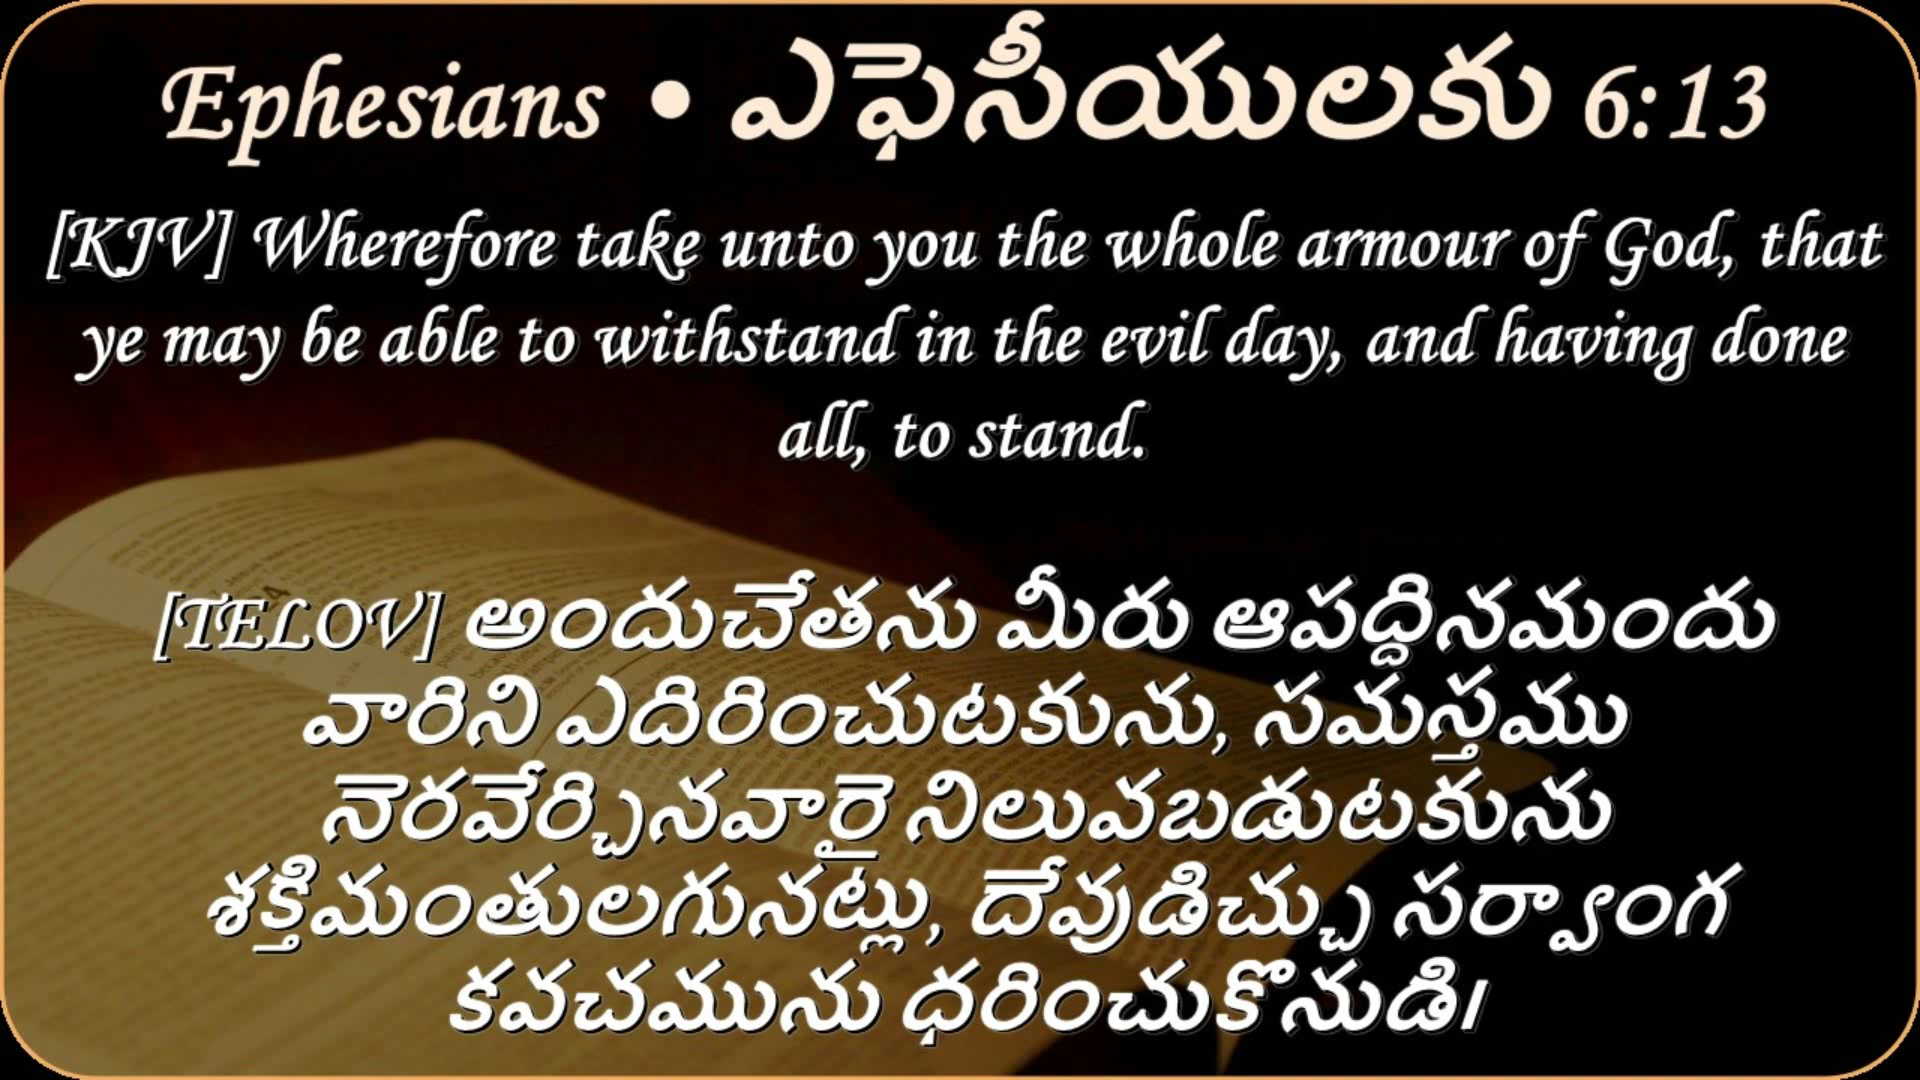 Ephesians • ఎఫెసీయులకు 6:13
[KJV] Wherefore take unto you the whole armour of God, that
ye may be able to withstand in the evil day, and having done
all, to stand.
[TELOV] అందుచేతను మీరు ఆపద్దినమందు
వారిని ఎదిరించుటకును, సమస్తము
నెరవేర్చినవారై నిలువబడుటకును
శక్తిమంతులగునట్లు, దేవుడిచ్చు సర్వాంగ
కవచమును ధరించుకొనుడి।